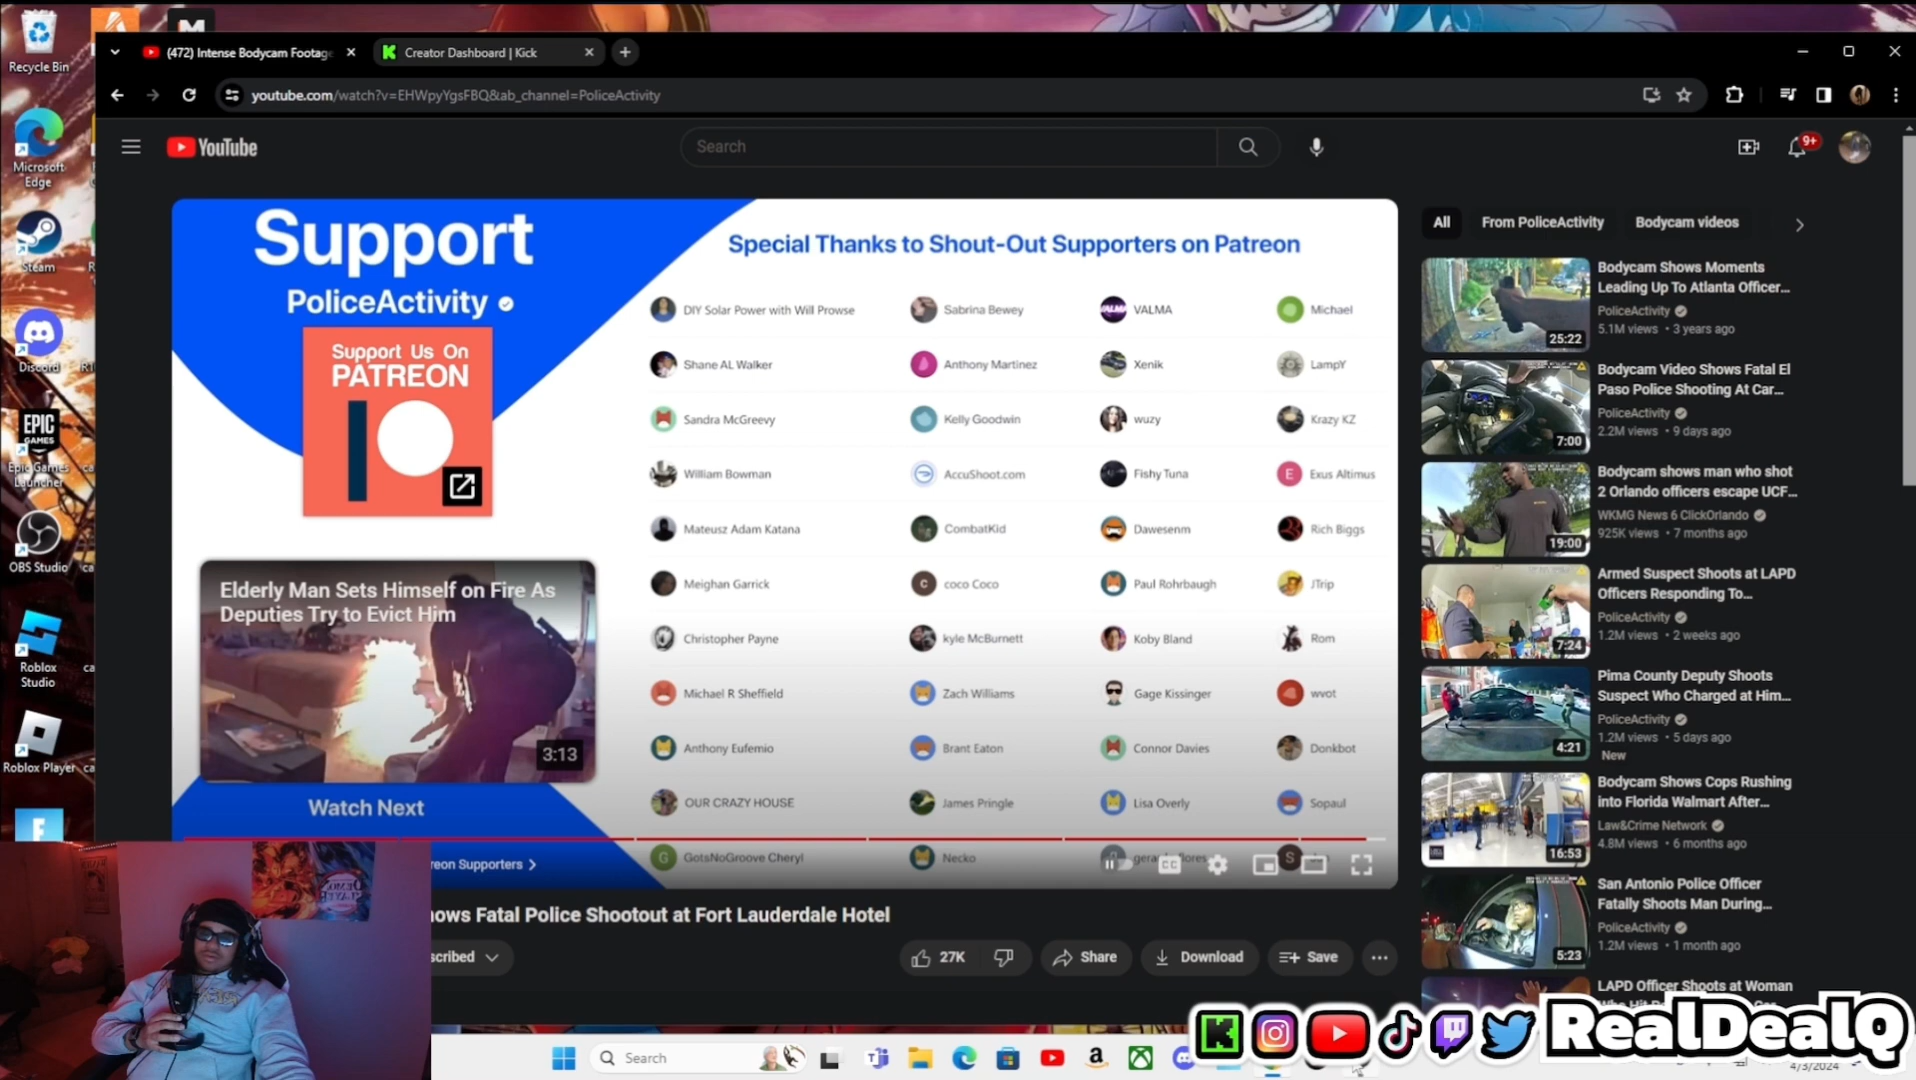 Recycle Bin
Microsoft Edge
Steam
Discord
EPIC GAMES
Epic Games Launcher
OBS Studio
Roblox Studio
Roblox Player
(472) Intense Bodycam Footage
Creator Dashboard | Kick
youtube.com/watch?v=EHWpyYgsFBQ&ab_channel=PoliceActivity
YouTube
Search
9+
Support
PoliceActivity
Support Us On
PATREON
Special Thanks to Shout-Out Supporters on Patreon
DIY Solar Power with Will Prowse
Sabrina Bewey
VALMA
Michael
Shane AL Walker
Anthony Martinez
Xenik
LampY
Sandra McGreevy
Kelly Goodwin
wuzy
Krazy KZ
William Bowman
AccuShoot.com
Fishy Tuna
Exus Altimus
Mateusz Adam Katana
CombatKid
Dawesenm
Rich Biggs
Meighan Garrick
coco Coco
Paul Rohrbaugh
JTrip
Christopher Payne
kyle McBurnett
Koby Bland
Rom
Michael R Sheffield
Zach Williams
Gage Kissinger
wvot
Anthony Eufemio
Brant Eaton
Connor Davies
Donkbot
OUR CRAZY HOUSE
James Pringle
Lisa Overly
Sopaul
GotsNoGroove Cheryl
Necko
Elderly Man Sets Himself on Fire As
Deputies Try to Evict Him
3:13
Watch Next
reon Supporters
ows Fatal Police Shootout at Fort Lauderdale Hotel
scribed
27K
Share
Download
Save
All
From PoliceActivity
Bodycam videos
Bodycam Shows Moments
Leading Up To Atlanta Officer...
PoliceActivity
5.1M views • 3 years ago
25:22
Bodycam Video Shows Fatal El
Paso Police Shooting At Car...
PoliceActivity
2.2M views • 9 days ago
7:00
Bodycam shows man who shot
2 Orlando officers escape UCF...
WKMG News 6 ClickOrlando
925K views • 7 months ago
19:00
Armed Suspect Shoots at LAPD
Officers Responding To...
PoliceActivity
1.2M views • 2 weeks ago
7:24
Pima County Deputy Shoots
Suspect Who Charged at Him...
PoliceActivity
1.2M views • 5 days ago
New
4:21
Bodycam Shows Cops Rushing
into Florida Walmart After...
Law&Crime Network
4.8M views • 6 months ago
16:53
San Antonio Police Officer
Fatally Shoots Man During...
PoliceActivity
1.2M views • 1 month ago
5:23
LAPD Officer Shoots at Woman
RealDealQ
Search
4/3/2024